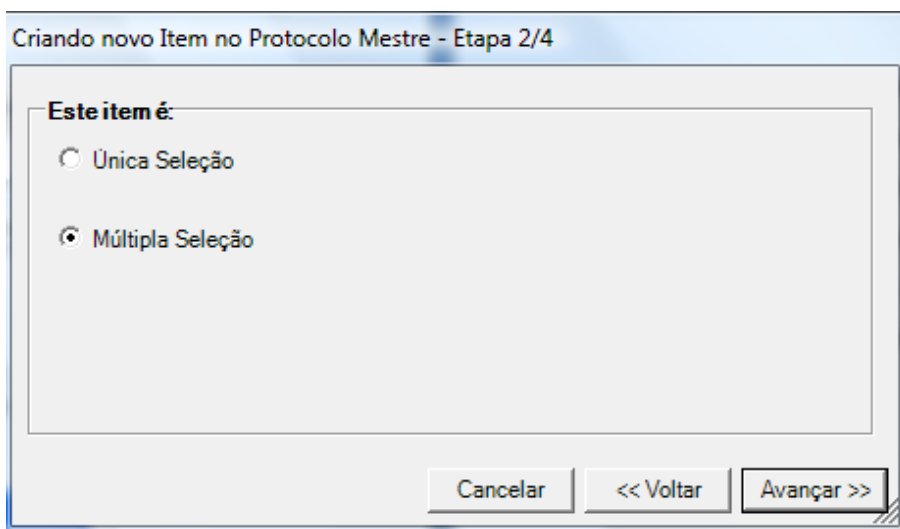 Criando novo Item no Protocolo Mestre - Etapa 2/4
Este item é:
Única Seleção
Múltipla Seleção
Cancelar << Voltar Avançar >>